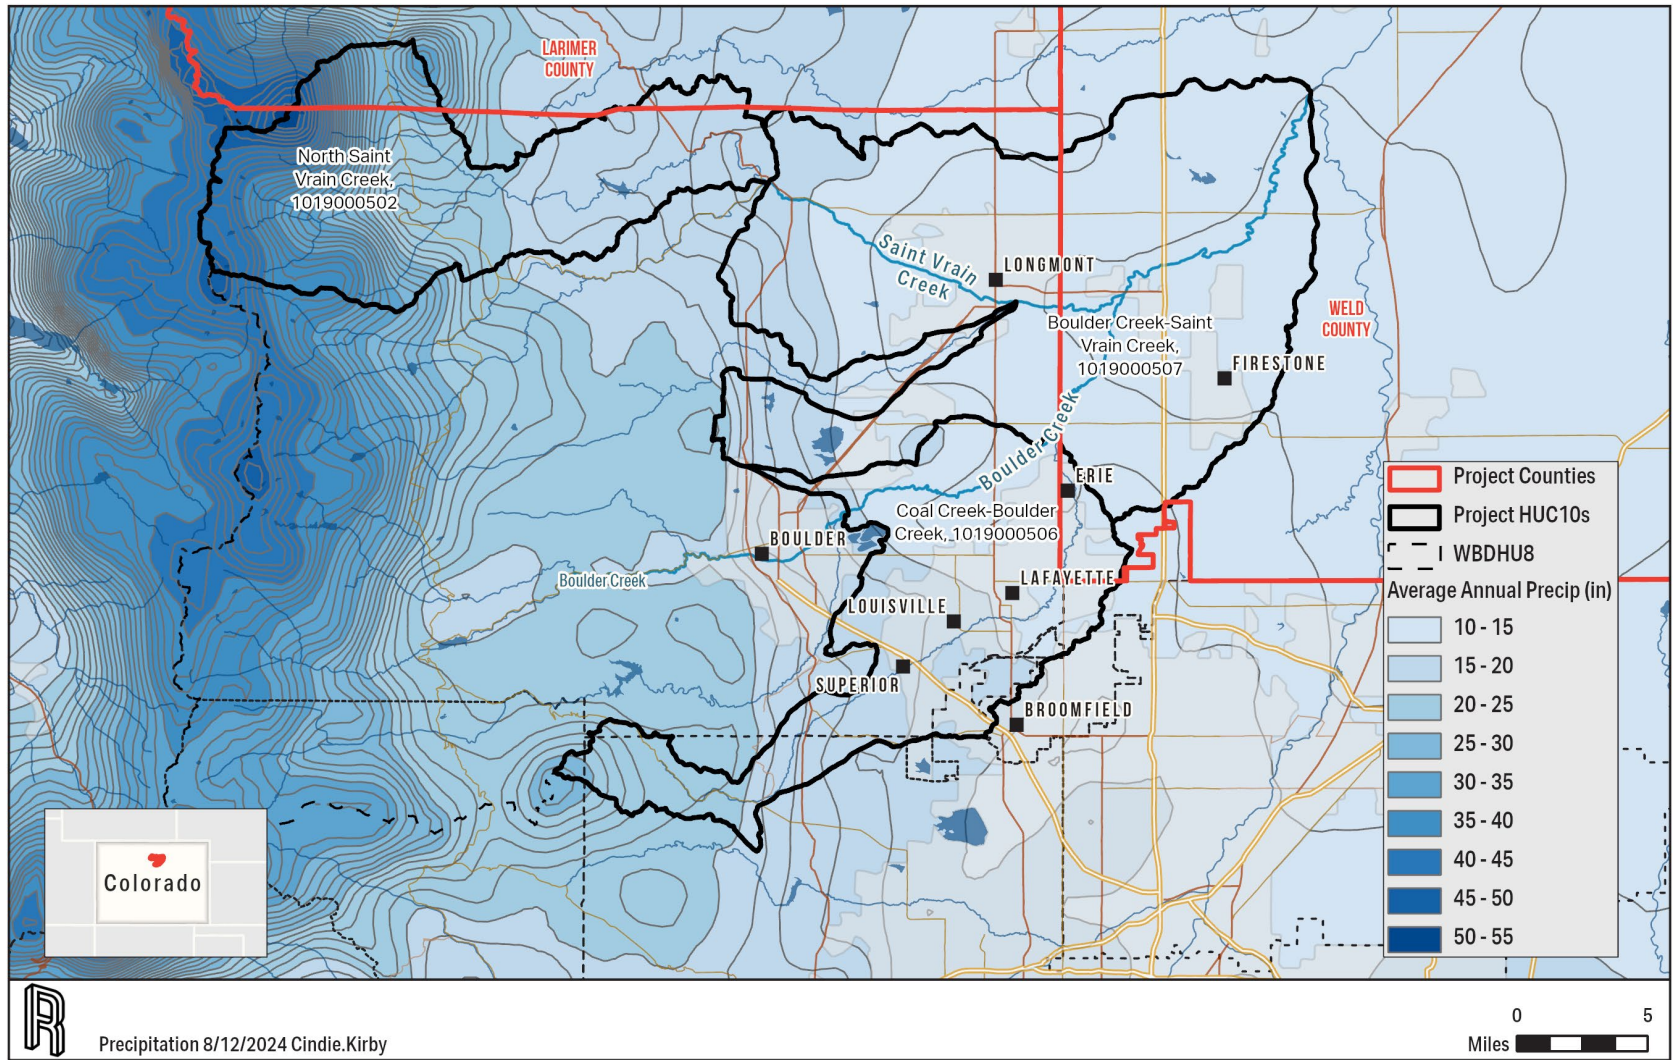 LARIMER
COUNTY
North Saint
Vrain Creek,
1019000502
Saint Vrain
Creek
LONGMONT
Boulder Creek-Saint
Vrain Creek,
1019000507
WELD
COUNTY
FIRESTONE
Boulder Creek
ERIE
Coal Creek-Boulder
Creek, 1019000506
BOULDER
Boulder Creek
LAFAYETTE
LOUISVILLE
SUPERIOR
BROOMFIELD
Project Counties
Project HUC10s
WBDHU8
Average Annual Precip (in)
10 - 15
15 - 20
20 - 25
25 - 30
30 - 35
35 - 40
40 - 45
45 - 50
50 - 55
Colorado
R
Precipitation 8/12/2024 Cindie.Kirby
0 5
Miles